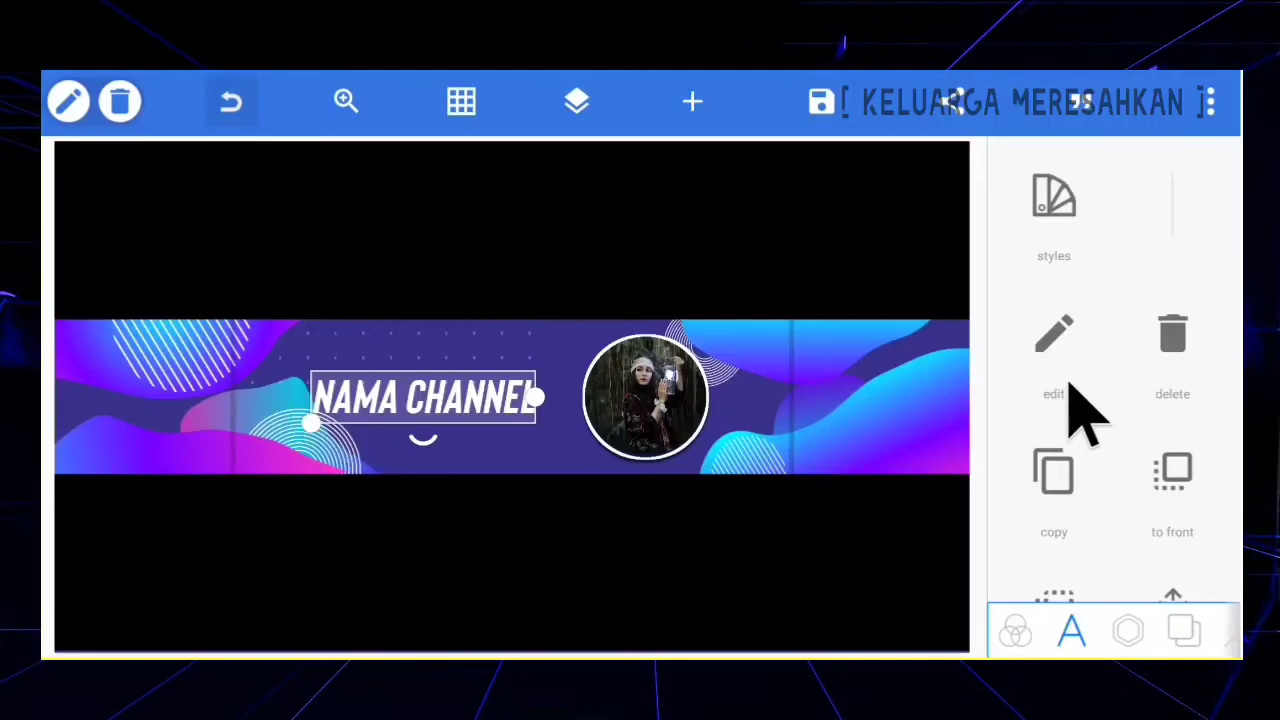 [ KELUARGA MERESAHKAN ]
styles
NAMA CHANNEL
edit
delete
copy
to front